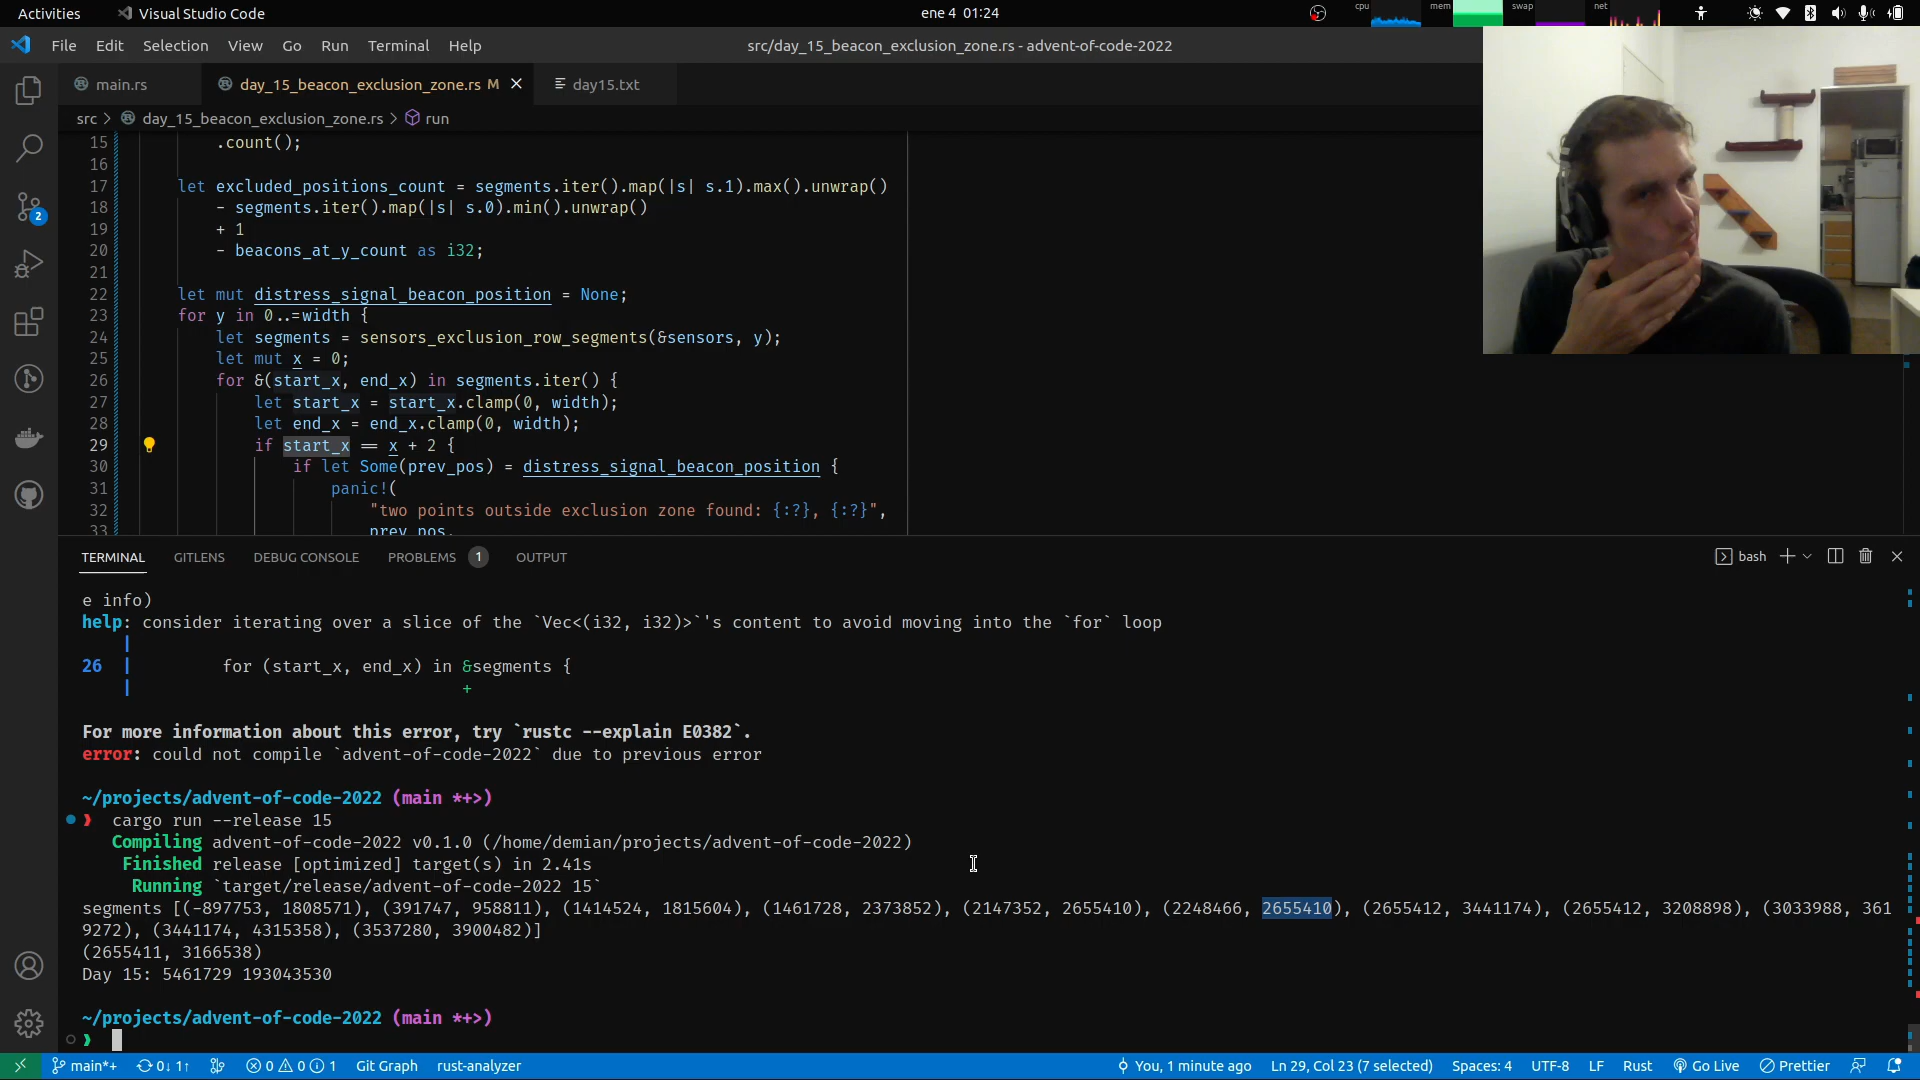 Activities
Visual Studio Code
ene 4 01:24
cpu
mem
swap
net
File Edit Selection View Go Run Terminal Help
src/day_15_beacon_exclusion_zone.rs - advent-of-code-2022
main.rs
day_15_beacon_exclusion_zone.rs M
day15.txt
src > day_15_beacon_exclusion_zone.rs > run
15 .count();
16
17 let excluded_positions_count = segments.iter().map(|s| s.1).max().unwrap()
18 - segments.iter().map(|s| s.0).min().unwrap()
19 + 1
20 - beacons_at_y_count as i32;
21
22 let mut distress_signal_beacon_position = None;
23 for y in 0..=width {
24 let segments = sensors_exclusion_row_segments(&sensors, y);
25 let mut x = 0;
26 for &(start_x, end_x) in segments.iter() {
27 let start_x = start_x.clamp(0, width);
28 let end_x = end_x.clamp(0, width);
29 if start_x == x + 2 {
30 if let Some(prev_pos) = distress_signal_beacon_position {
31 panic!(
32 "two points outside exclusion zone found: {:?}, {:?}",
33 prev_pos,
2
TERMINAL GITLENS DEBUG CONSOLE PROBLEMS 1 OUTPUT
bash
e info)
help: consider iterating over a slice of the `Vec<(i32, i32)>`'s content to avoid moving into the `for` loop
|
26 | for (start_x, end_x) in &segments {
| +
For more information about this error, try `rustc --explain E0382`.
error: could not compile `advent-of-code-2022` due to previous error
~/projects/advent-of-code-2022 (main *+>)
❱ cargo run --release 15
Compiling advent-of-code-2022 v0.1.0 (/home/demian/projects/advent-of-code-2022)
Finished release [optimized] target(s) in 2.41s
Running `target/release/advent-of-code-2022 15`
segments [(-897753, 1808571), (391747, 958811), (1414524, 1815604), (1461728, 2373852), (2147352, 2655410), (2248466, 2655410), (2655412, 3441174), (2655412, 3208898), (3033988, 361
9272), (3441174, 4315358), (3537280, 3900482)]
(2655411, 3166538)
Day 15: 5461729 193043530
~/projects/advent-of-code-2022 (main *+>)
❱
main*+ 0↓ 1↑ 0 0 1 Git Graph rust-analyzer
You, 1 minute ago Ln 29, Col 23 (7 selected) Spaces: 4 UTF-8 LF Rust Go Live Prettier